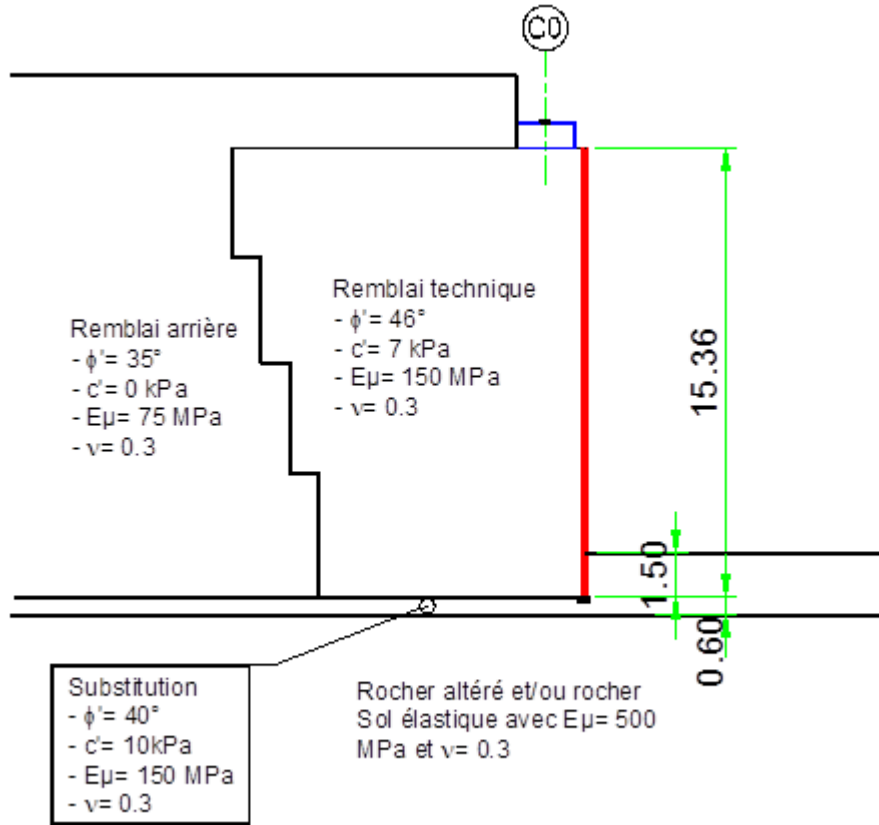 C0
Remblai technique
- ϕ'= 46°
- c'= 7 kPa
- Eµ= 150 MPa
- ν= 0.3
Remblai arrière
- ϕ'= 35°
- c'= 0 kPa
- Eµ= 75 MPa
- ν= 0.3
15.36
1.50
0.60
Substitution
- ϕ'= 40°
- c'= 10kPa
- Eµ= 150 MPa
- ν= 0.3
Rocher altéré et/ou rocher
Sol élastique avec Eµ= 500
MPa et ν= 0.3